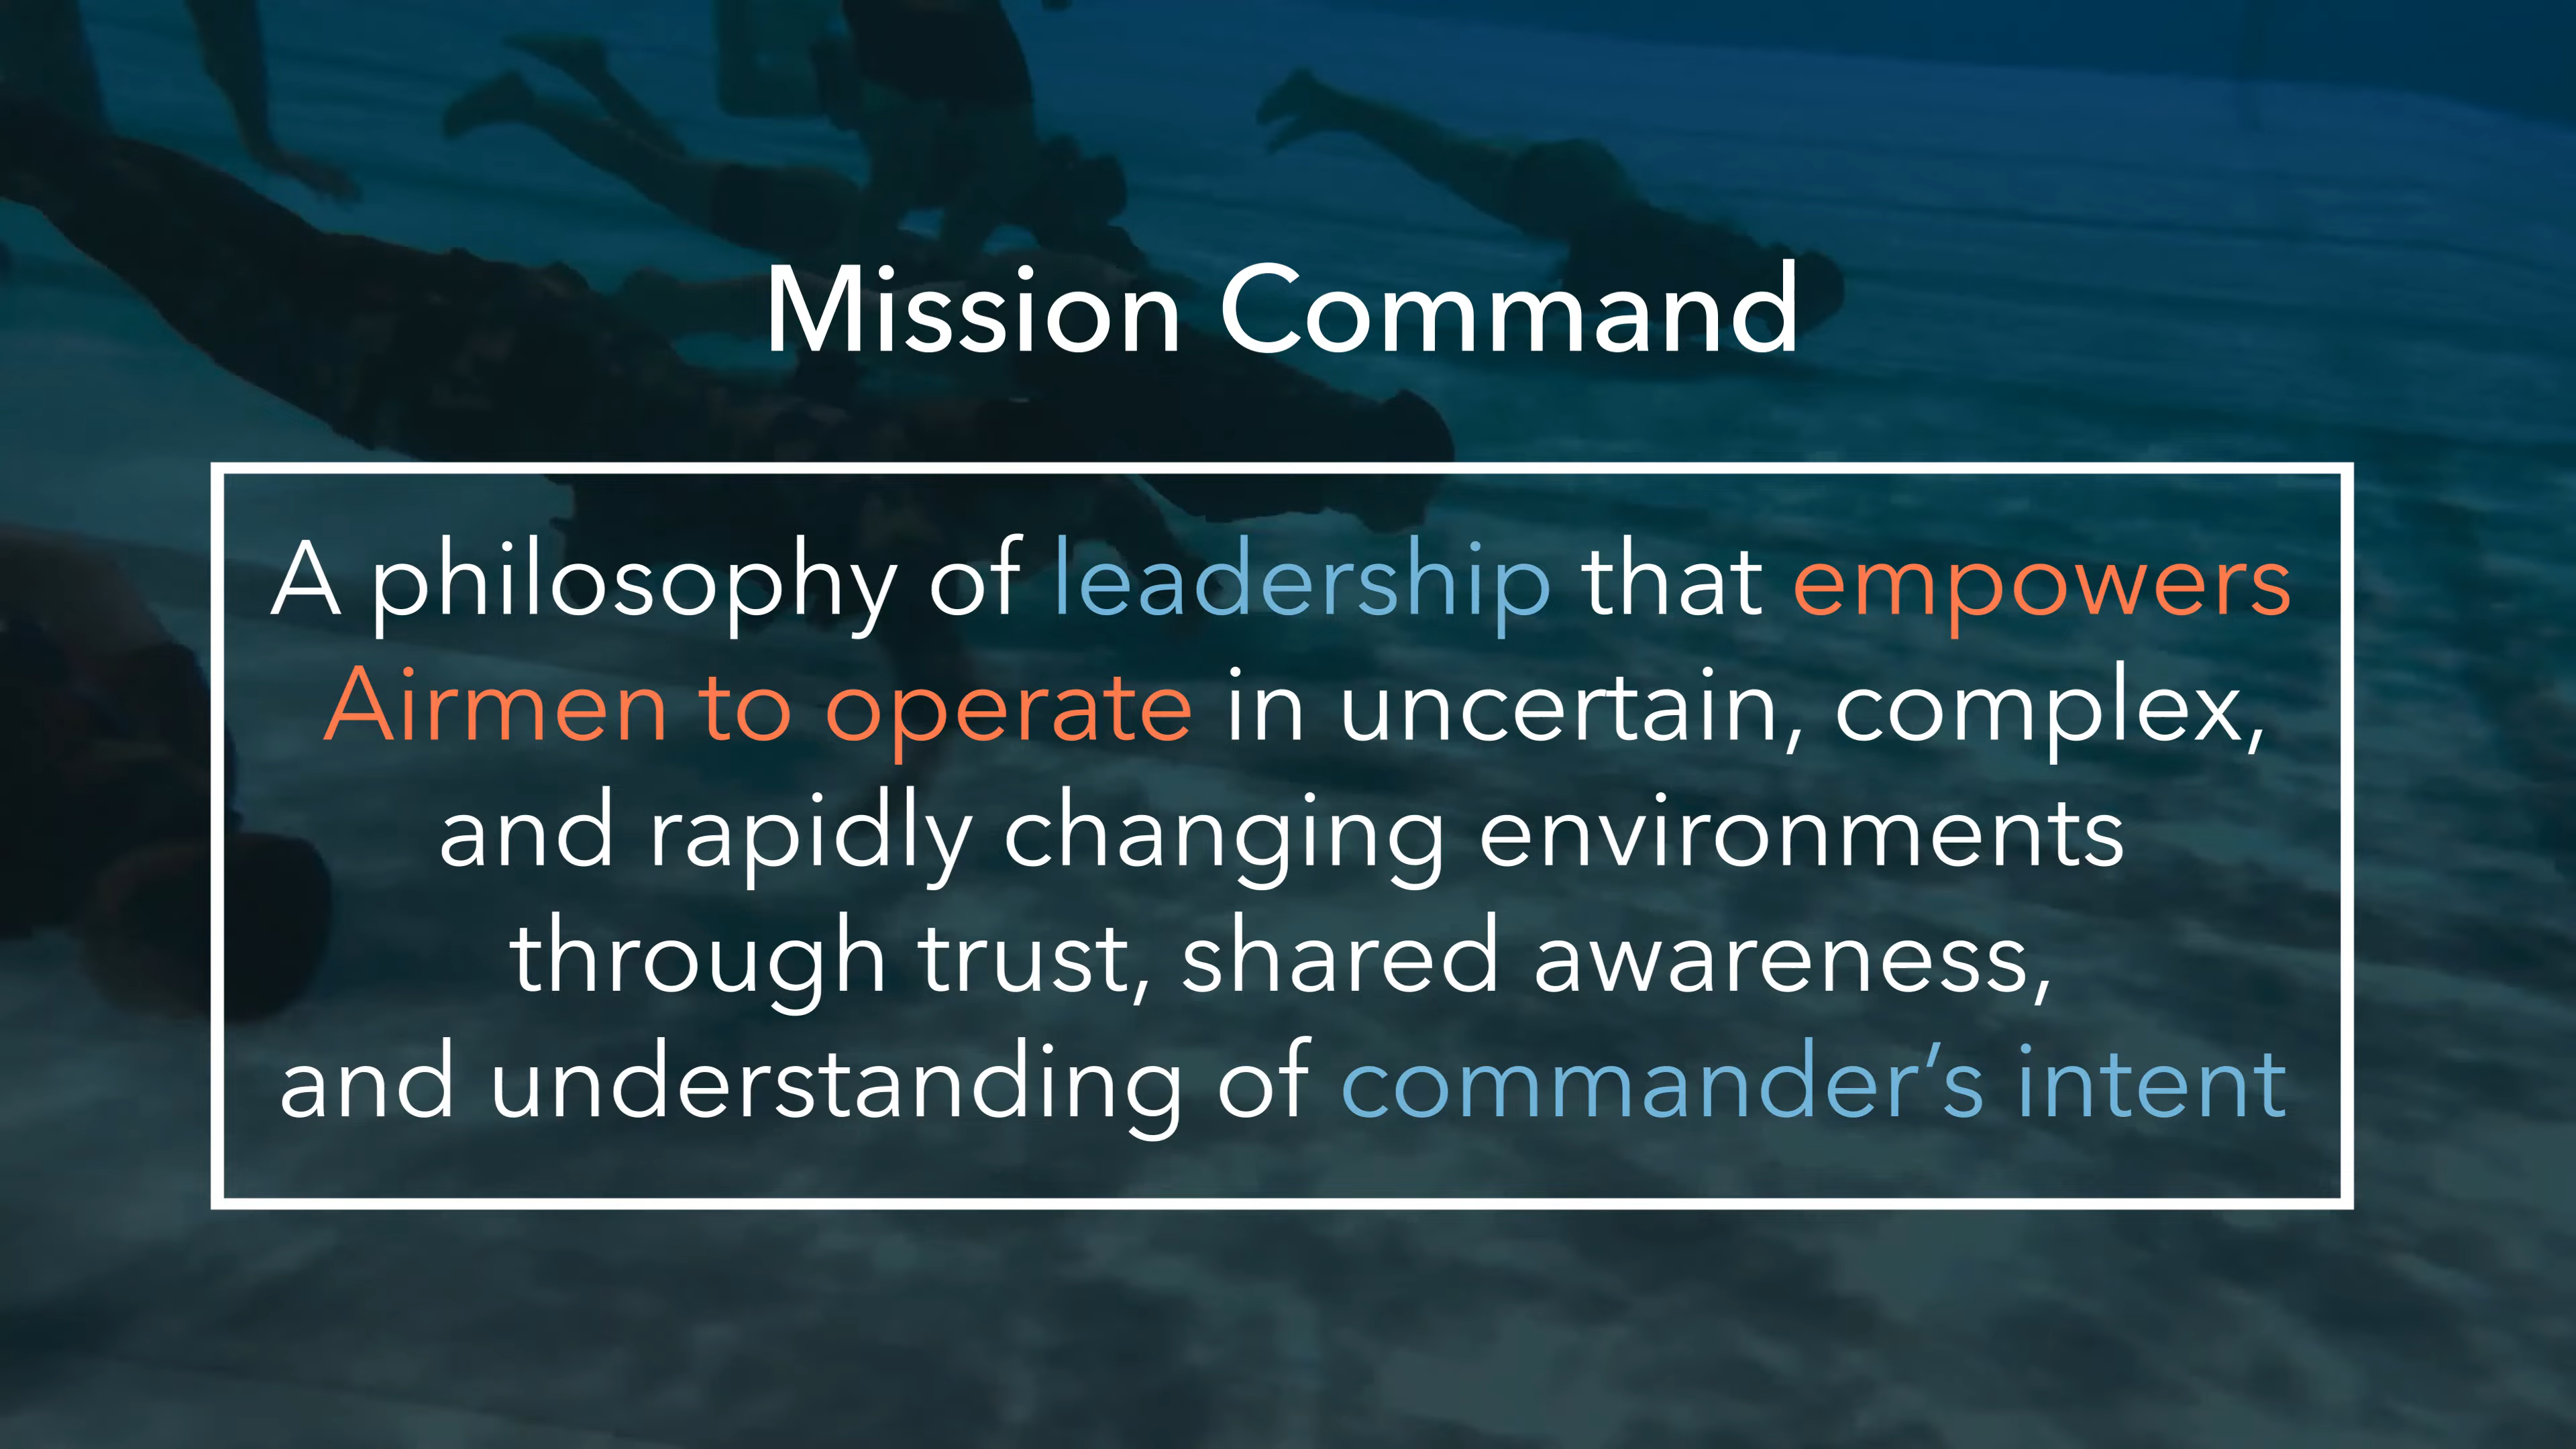 Mission Command
A philosophy of leadership that empowers
Airmen to operate in uncertain, complex,
and rapidly changing environments
through trust, shared awareness,
and understanding of commander’s intent